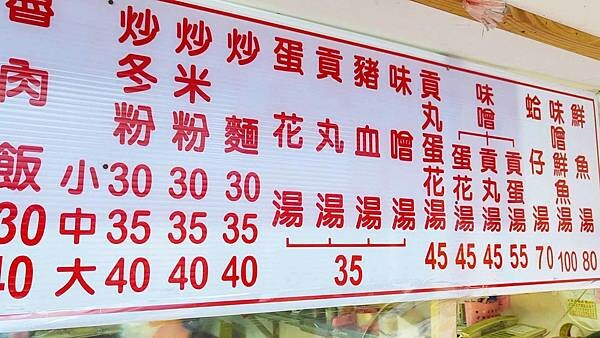 魯肉飯
30
40
小
中
大
炒冬粉
30
35
40
炒米粉
30
35
40
炒麵
30
35
40
蛋花湯
貢丸湯
豬血湯
味噌湯
35
貢丸蛋花湯
45
味噌
蛋花湯
45
貢丸湯
45
貢蛋湯
55
蛤仔湯
70
味噌鮮魚湯
100
鮮魚湯
80